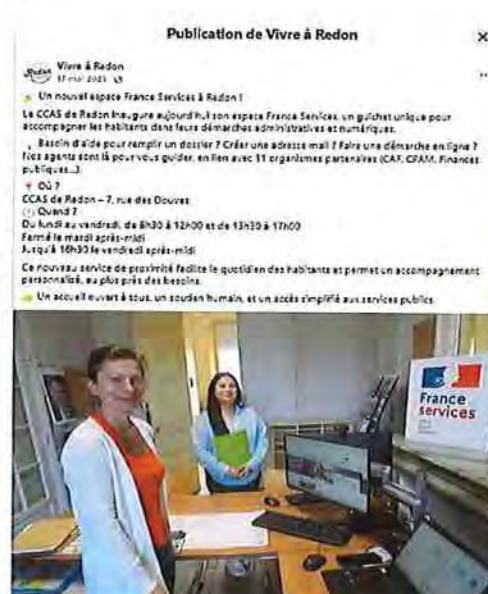 Publication de Vivre à Redon
Redon
Vivre à Redon
Un nouvel espace France Services à Redon !
Le CCAS de Redon inaugure aujourd'hui son espace France Services, un guichet unique pour
accompagner les habitants dans leurs démarches administratives et numériques.
Besoin d'aide pour remplir un dossier ? Créer une adresse mail ? Faire une démarche en ligne ?
Nos agents sont là pour vous guider, en lien avec 11 organismes partenaires (CAF, CPAM, Finances
publiques...).
Où ?
CCAS de Redon – 7, rue des Douves
Quand ?
Du lundi au vendredi, de 8h30 à 12h00 et de 13h30 à 17h00
Fermé le mardi après-midi
Jusqu'à 16h30 le vendredi après-midi
Ce nouveau service de proximité facilite le quotidien des habitants et permet un accompagnement
personnalisé, au plus près des besoins.
Un accueil ouvert à tous, un soutien humain, et un accès simplifié aux services publics.
France
services